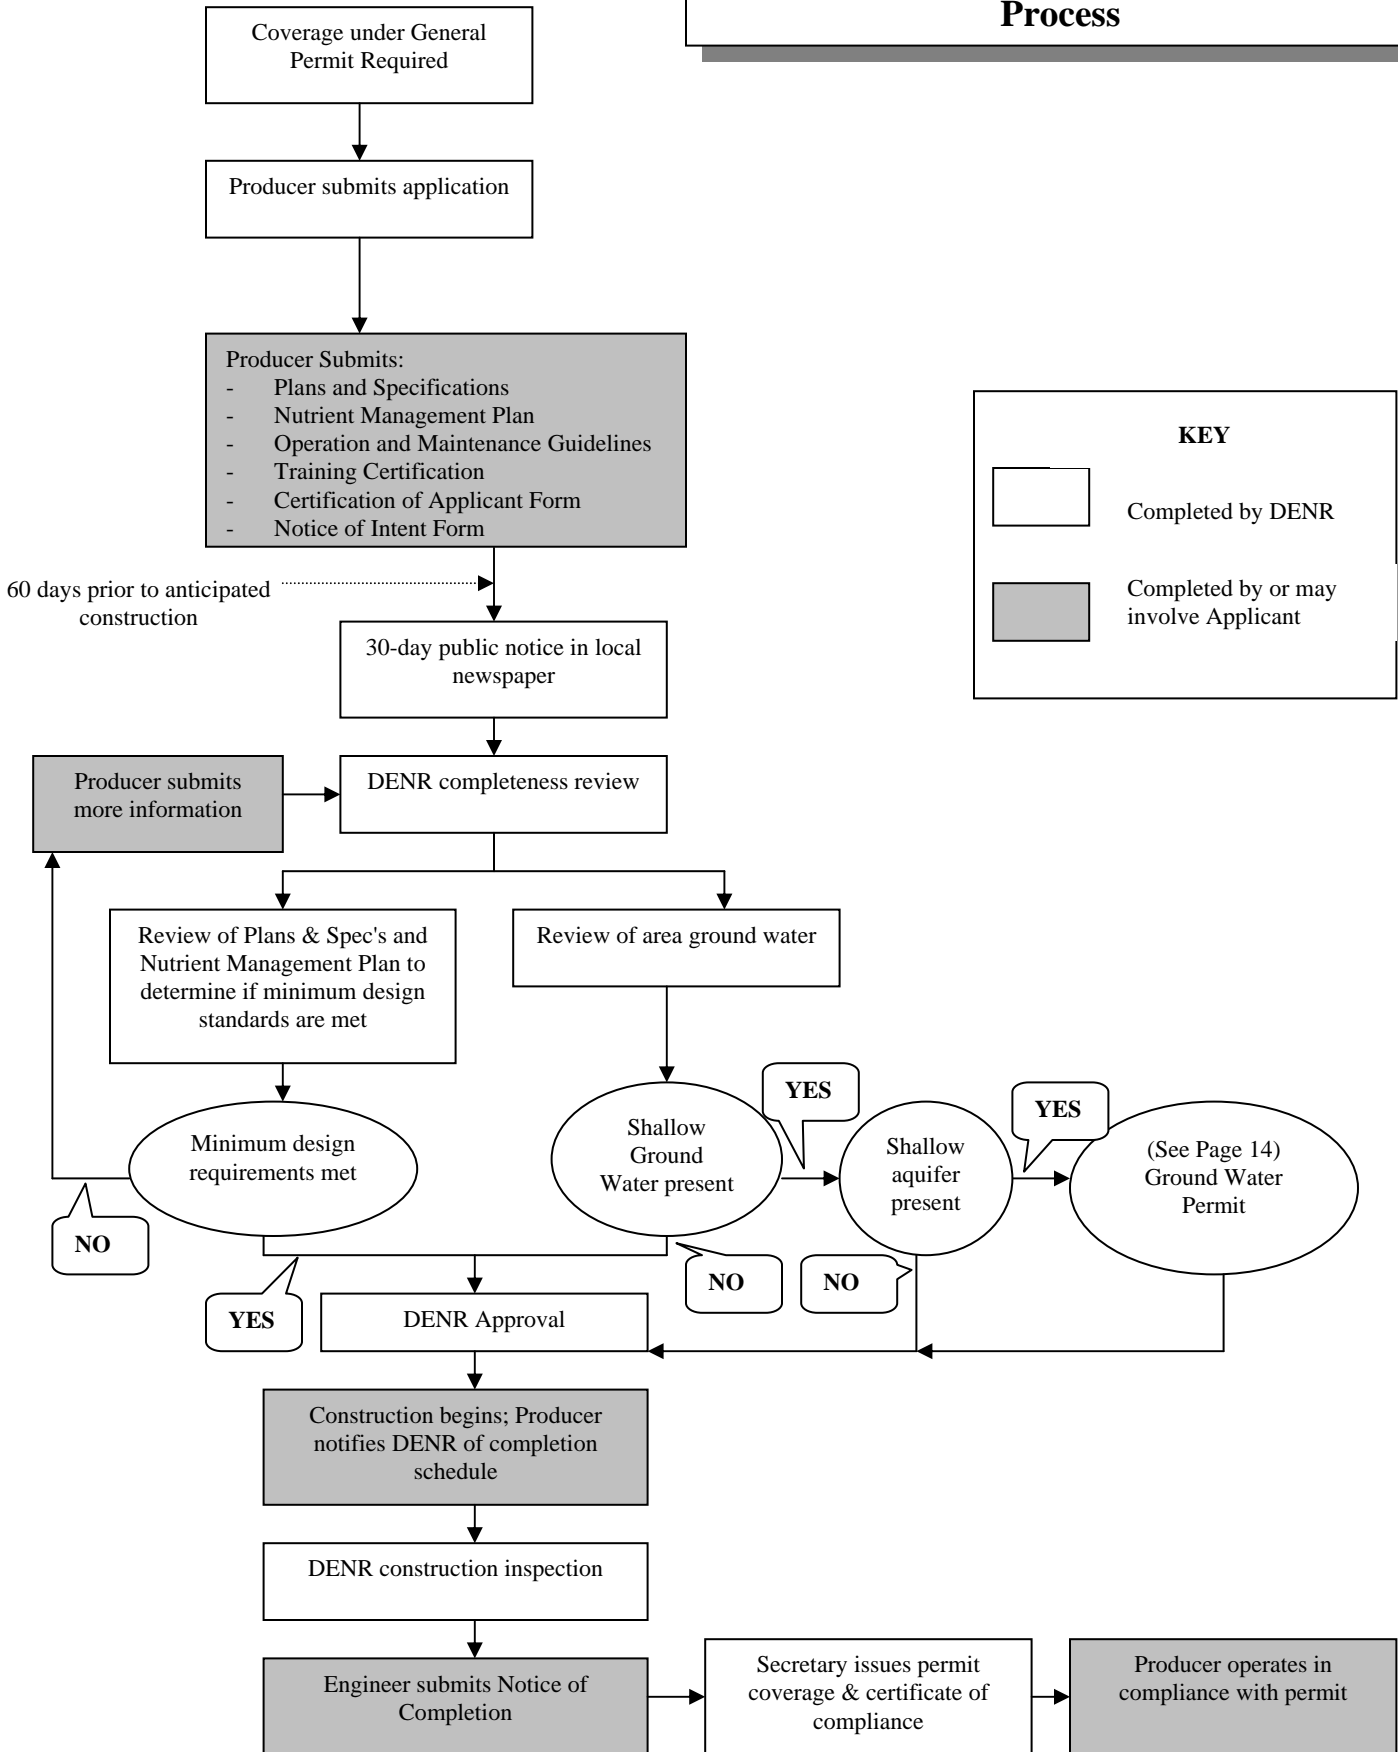 Process
Coverage under General
Permit Required
Producer submits application
Producer Submits:
- Plans and Specifications
- Nutrient Management Plan
- Operation and Maintenance Guidelines
- Training Certification
- Certification of Applicant Form
- Notice of Intent Form
KEY
Completed by DENR
Completed by or may
involve Applicant
60 days prior to anticipated
construction
30-day public notice in local
newspaper
Producer submits
more information
DENR completeness review
Review of Plans & Spec's and
Nutrient Management Plan to
determine if minimum design
standards are met
Review of area ground water
Minimum design
requirements met
Shallow
Ground
Water present
YES
Shallow
aquifer
present
YES
(See Page 14)
Ground Water
Permit
NO
YES
NO
NO
DENR Approval
Construction begins; Producer
notifies DENR of completion
schedule
DENR construction inspection
Engineer submits Notice of
Completion
Secretary issues permit
coverage & certificate of
compliance
Producer operates in
compliance with permit